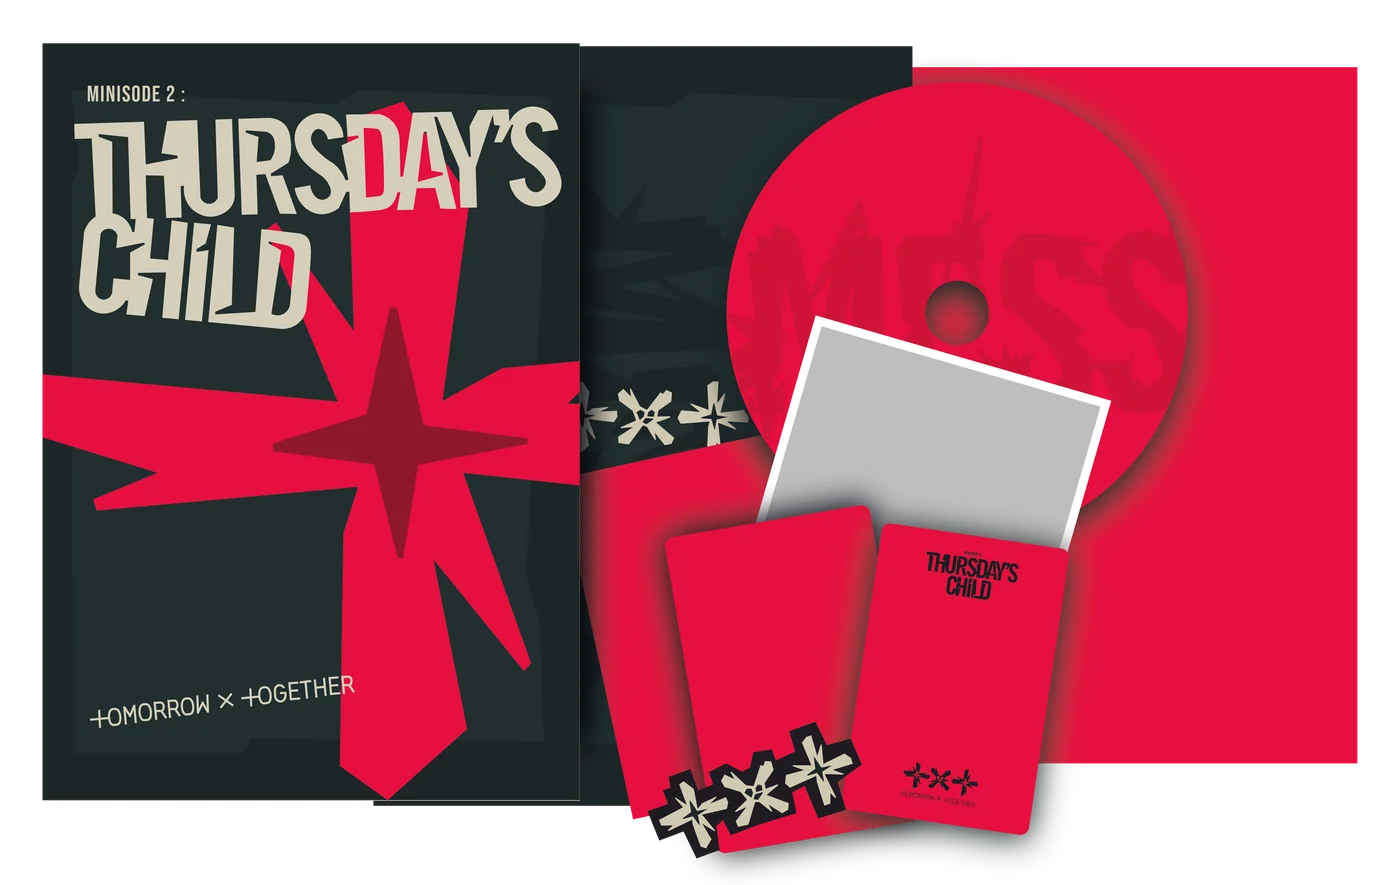 MINISODE 2 :
THURSDAY'S
CHiLD
TOMORROW X TOGETHER
MESS
THURSDAY'S
CHiLD
TOMORROW X TOGETHER